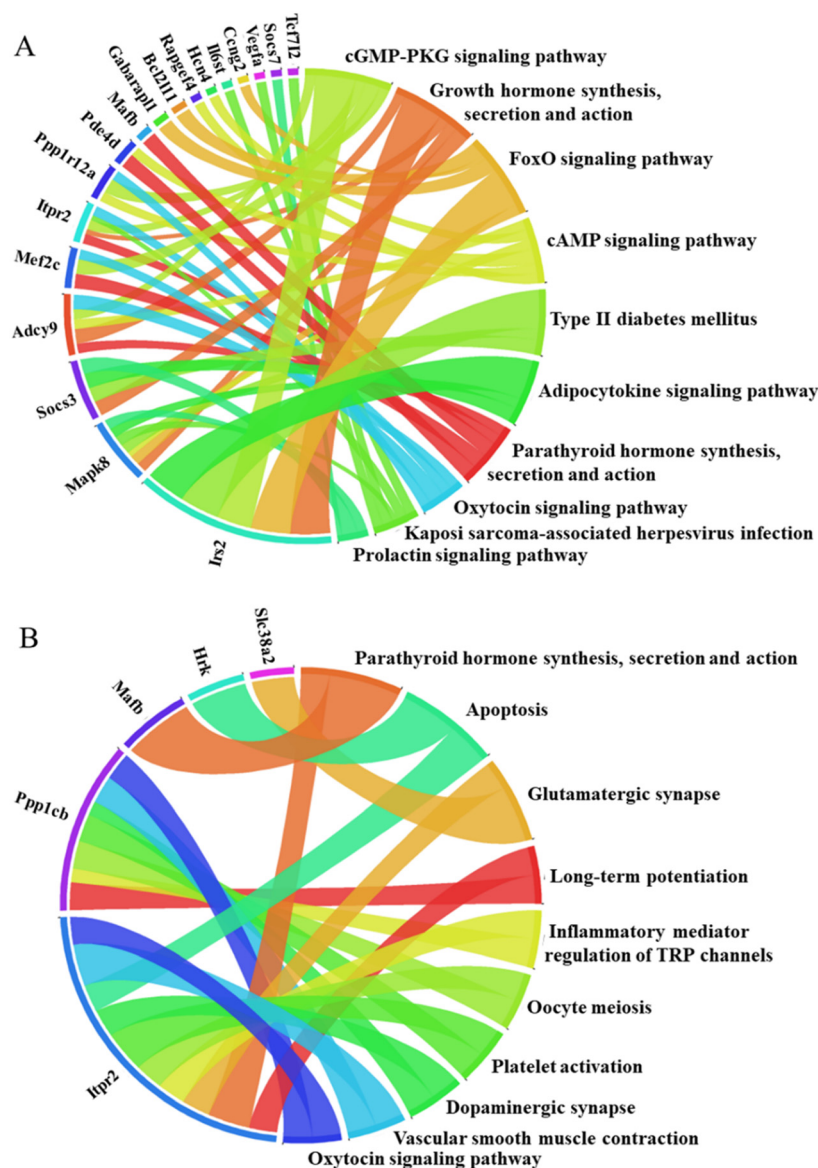 A
Tcf7l2
Socs7
Vegfa
Ccng2
Il6st
Hcn4
Rapgef4
Bcl2l11
Gabarapl1
Mafb
Pde4d
Ppp1r12a
Itpr2
Mef2c
Adcy9
Socs3
Mapk8
Irs2
cGMP-PKG signaling pathway
Growth hormone synthesis,
secretion and action
FoxO signaling pathway
cAMP signaling pathway
Type II diabetes mellitus
Adipocytokine signaling pathway
Parathyroid hormone synthesis,
secretion and action
Oxytocin signaling pathway
Kaposi sarcoma-associated herpesvirus infection
Prolactin signaling pathway
B
Slc38a2
Hrk
Mafb
Ppp1cb
Itpr2
Parathyroid hormone synthesis, secretion and action
Apoptosis
Glutamatergic synapse
Long-term potentiation
Inflammatory mediator
regulation of TRP channels
Oocyte meiosis
Platelet activation
Dopaminergic synapse
Vascular smooth muscle contraction
Oxytocin signaling pathway